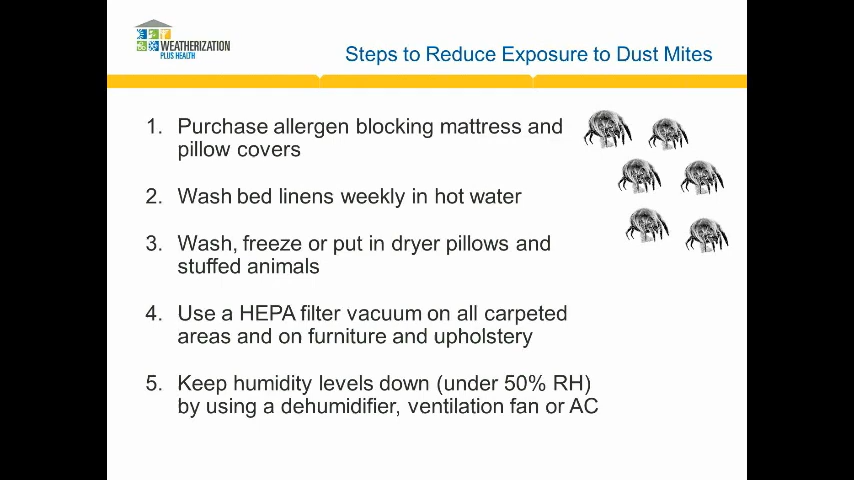 WEATHERIZATION
PLUS HEALTH
Steps to Reduce Exposure to Dust Mites
1. Purchase allergen blocking mattress and
pillow covers
2. Wash bed linens weekly in hot water
3. Wash, freeze or put in dryer pillows and
stuffed animals
4. Use a HEPA filter vacuum on all carpeted
areas and on furniture and upholstery
5. Keep humidity levels down (under 50% RH)
by using a dehumidifier, ventilation fan or AC